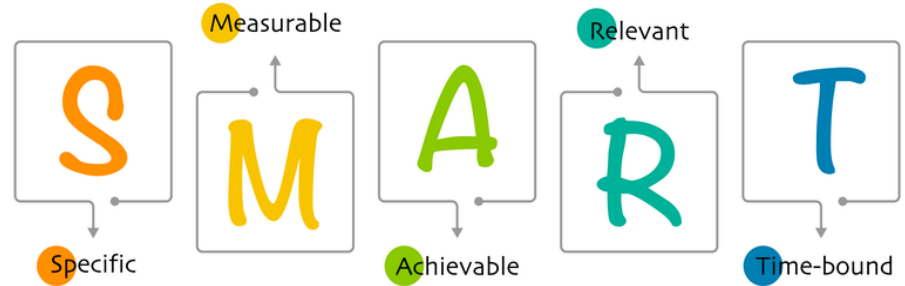 S
Specific
M
Measurable
A
Achievable
R
Relevant
T
Time-bound